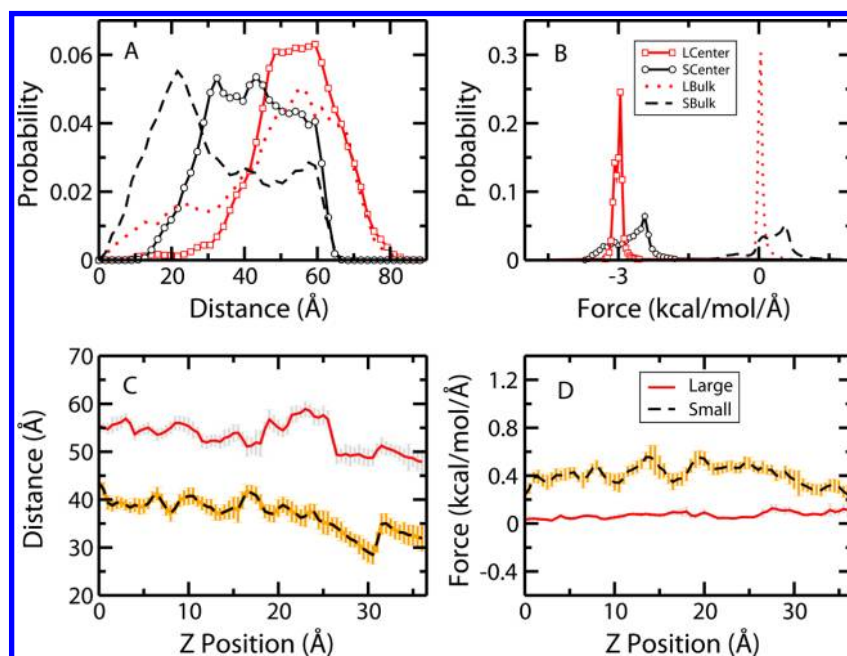 A
Probability
0.06
0.04
0.02
0
0 20 40 60 80
Distance (Å)
B
Probability
0.3
0.2
0.1
0
-3 0
Force (kcal/mol/Å)
LCenter
SCenter
LBulk
SBulk
C
Distance (Å)
70
60
50
40
30
20
0 10 20 30
Z Position (Å)
D
Force (kcal/mol/Å)
1.2
0.8
0.4
0
-0.4
0 10 20 30
Z Position (Å)
Large
Small